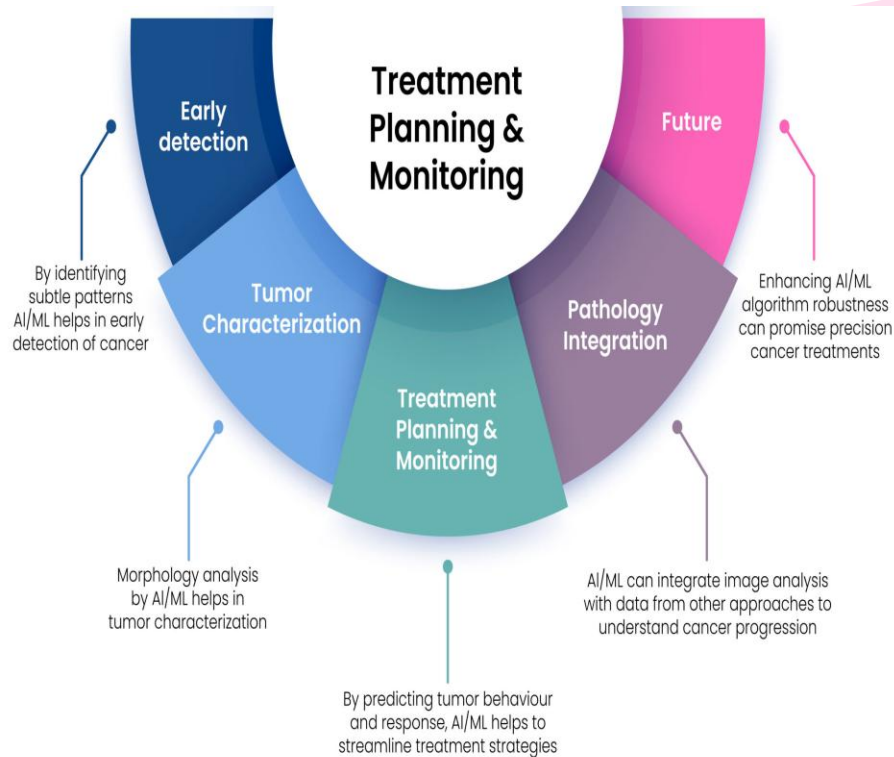 Treatment
Planning &
Monitoring
Early
detection
Future
By identifying
subtle patterns
AI/ML helps in early
detection of cancer
Tumor
Characterization
Pathology
Integration
Enhancing AI/ML
algorithm robustness
can promise precision
cancer treatments
Treatment
Planning &
Monitoring
Morphology analysis
by AI/ML helps in
tumor characterization
AI/ML can integrate image analysis
with data from other approaches to
understand cancer progression
By predicting tumor behaviour
and response, AI/ML helps to
streamline treatment strategies